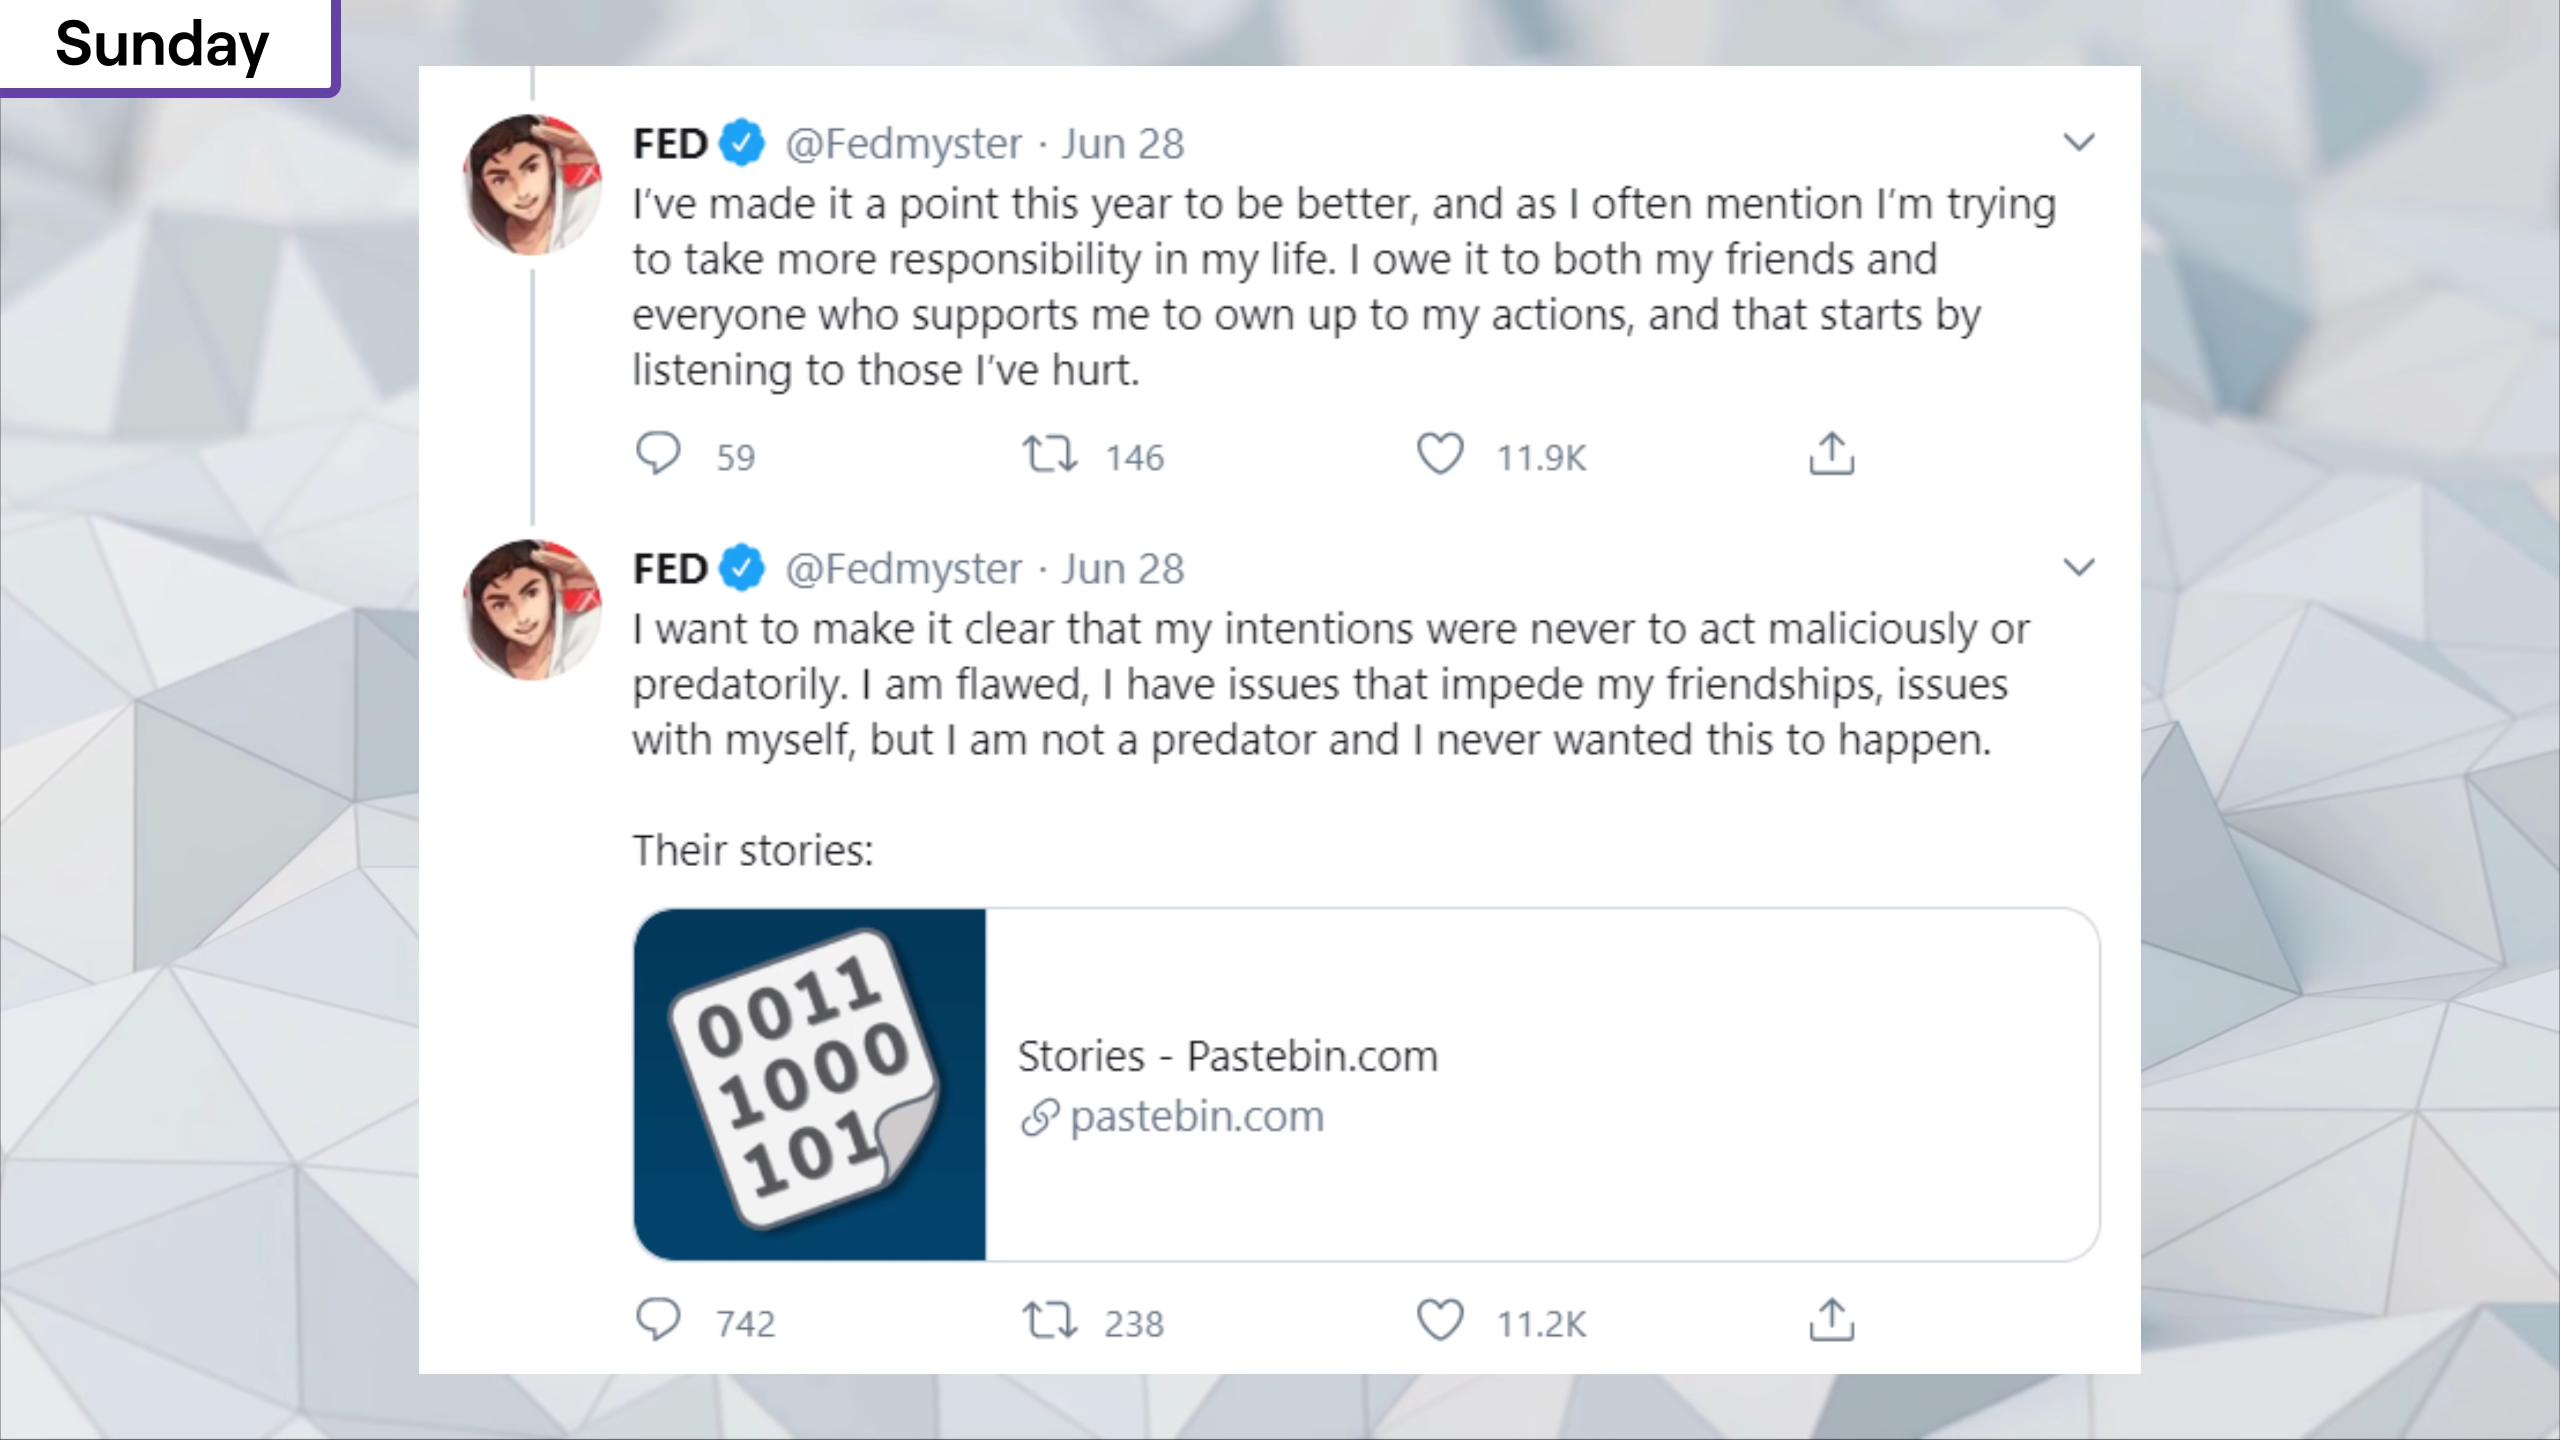 Sunday
FED @Fedmyster · Jun 28
I’ve made it a point this year to be better, and as I often mention I’m trying
to take more responsibility in my life. I owe it to both my friends and
everyone who supports me to own up to my actions, and that starts by
listening to those I’ve hurt.
59 146 11.9K
FED @Fedmyster · Jun 28
I want to make it clear that my intentions were never to act maliciously or
predatorily. I am flawed, I have issues that impede my friendships, issues
with myself, but I am not a predator and I never wanted this to happen.
Their stories:
0011
1000
101
Stories - Pastebin.com
pastebin.com
742 238 11.2K